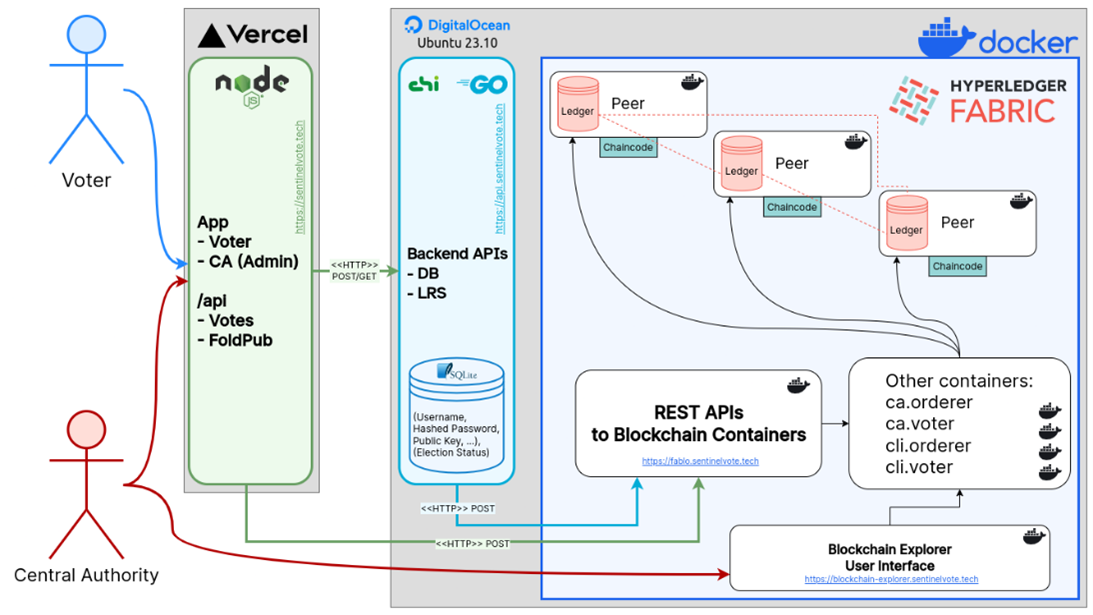 Voter
Central Authority
Vercel
node
JS
https://sentinelvote.tech
App
- Voter
- CA (Admin)
/api
- Votes
- FoldPub
<<HTTP>>
POST/GET
DigitalOcean
Ubuntu 23.10
chi
GO
https://api.sentinelvote.tech
Backend APIs
- DB
- LRS
SQLite
(Username,
Hashed Password,
Public Key, ...),
(Election Status)
<<HTTP>> POST
<<HTTP>> POST
docker
HYPERLEDGER
FABRIC
Ledger
Peer
Chaincode
Ledger
Peer
Chaincode
Ledger
Peer
Chaincode
REST APIs
to Blockchain Containers
https://fablo.sentinelvote.tech
Other containers:
ca.orderer
ca.voter
cli.orderer
cli.voter
Blockchain Explorer
User Interface
https://blockchain-explorer.sentinelvote.tech